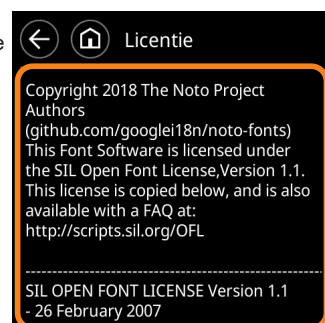 e
Licentie
Copyright 2018 The Noto Project
Authors
(github.com/googlei18n/noto-fonts)
This Font Software is licensed under
the SIL Open Font License,Version 1.1.
This license is copied below, and is also
available with a FAQ at:
http://scripts.sil.org/OFL
-----------------------------------------------------------
SIL OPEN FONT LICENSE Version 1.1
- 26 February 2007